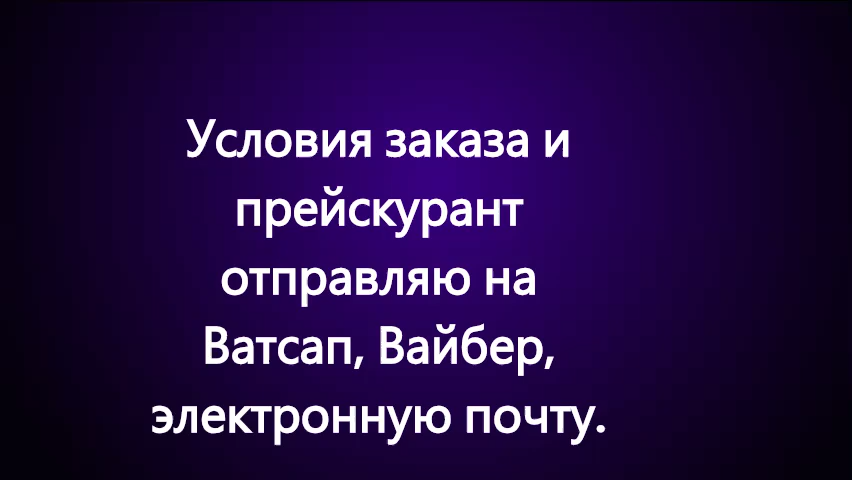 Условия заказа и
прейскурант
отправляю на
Ватсап, Вайбер,
электронную почту.